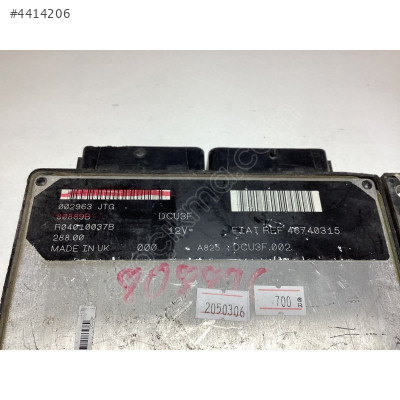 #4414206
002963 JTG
80889B
DCU3F
R04010037B
12V-
FIAT REF 46740315
288.00
MADE IN UK
000
A825
DCU3F.002
2050306
700